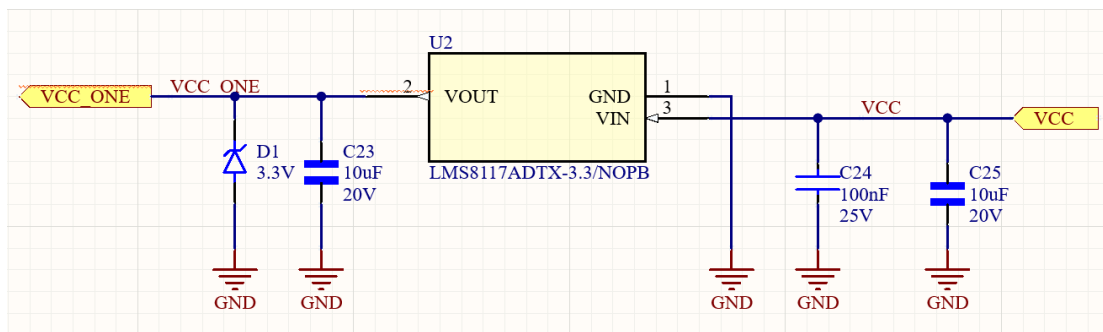 U2
VCC_ONE
VCC_ONE
2
VOUT
GND
1
VIN
3
VCC
VCC
D1
3.3V
C23
10uF
20V
LMS8117ADTX-3.3/NOPB
C24
100nF
25V
C25
10uF
20V
GND
GND
GND
GND
GND